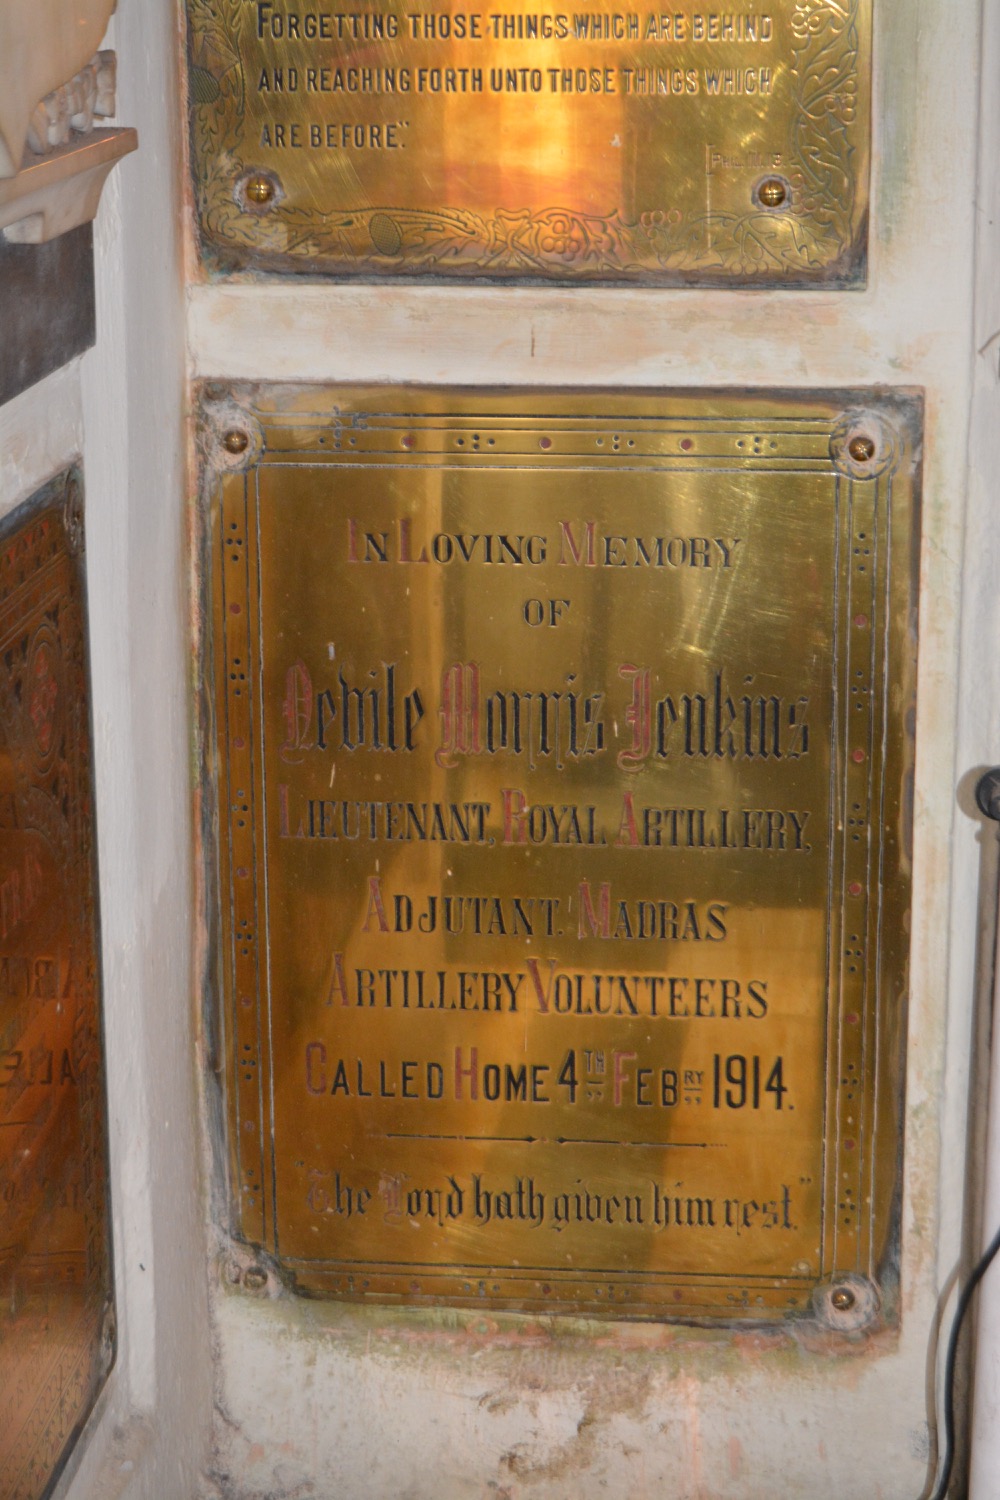 "FORGETTING THOSE THINGS WHICH ARE BEHIND
AND REACHING FORTH UNTO THOSE THINGS WHICH
ARE BEFORE."
IN LOVING MEMORY
OF
Nevile Morris Jenkins
LIEUTENANT, ROYAL ARTILLERY,
ADJUTANT. MADRAS
ARTILLERY VOLUNTEERS
CALLED HOME 4TH FEBRY 1914.
"The Lord hath given him rest."